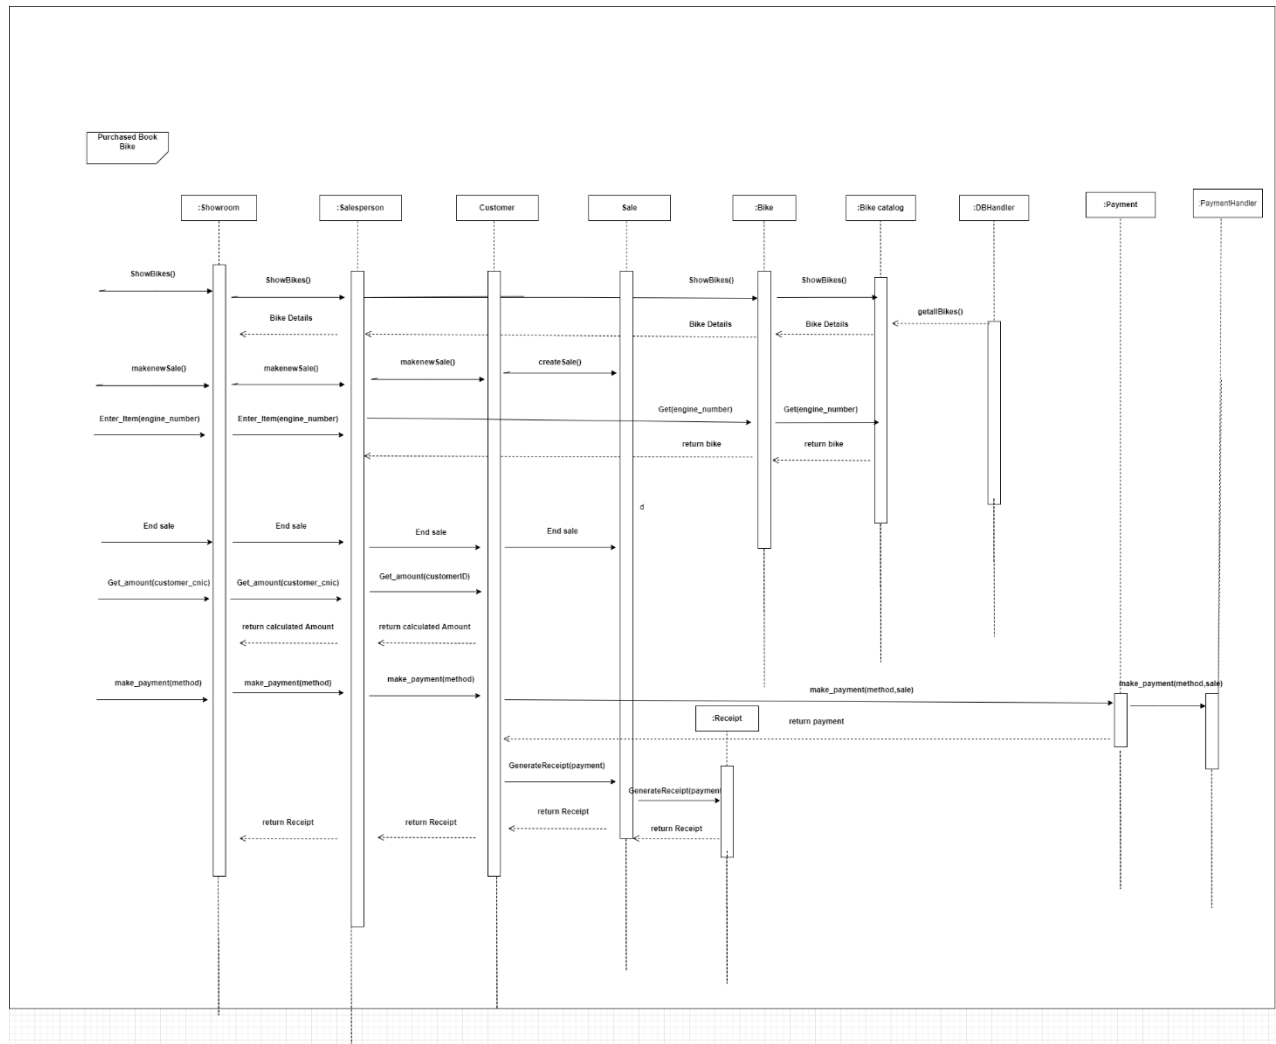 Purchased Book
Bike
:Showroom
:Salesperson
Customer
Sale
:Bike
:Bike catalog
:DBHandler
:Payment
:PaymentHandler
ShowBikes()
ShowBikes()
ShowBikes()
ShowBikes()
getallBikes()
Bike Details
Bike Details
Bike Details
makenewSale()
makenewSale()
makenewSale()
createSale()
Enter_Item(engine_number)
Enter_Item(engine_number)
Get(engine_number)
Get(engine_number)
return bike
return bike
d
End sale
End sale
End sale
End sale
Get_amount(customer_cnic)
Get_amount(customer_cnic)
Get_amount(customerID)
return calculated Amount
return calculated Amount
make_payment(method)
make_payment(method)
make_payment(method)
make_payment(method,sale)
make_payment(method,sale)
:Receipt
return payment
GenerateReceipt(payment)
GenerateReceipt(payment
return Receipt
return Receipt
return Receipt
return Receipt